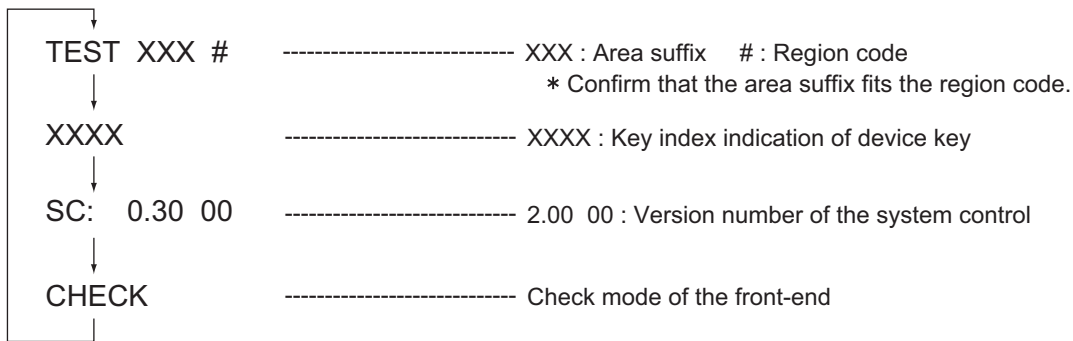 TEST XXX # ---------------------------- XXX : Area suffix # : Region code
* Confirm that the area suffix fits the region code.
XXXX ---------------------------- XXXX : Key index indication of device key
SC: 0.30 00 ---------------------------- 2.00 00 : Version number of the system control
CHECK ---------------------------- Check mode of the front-end